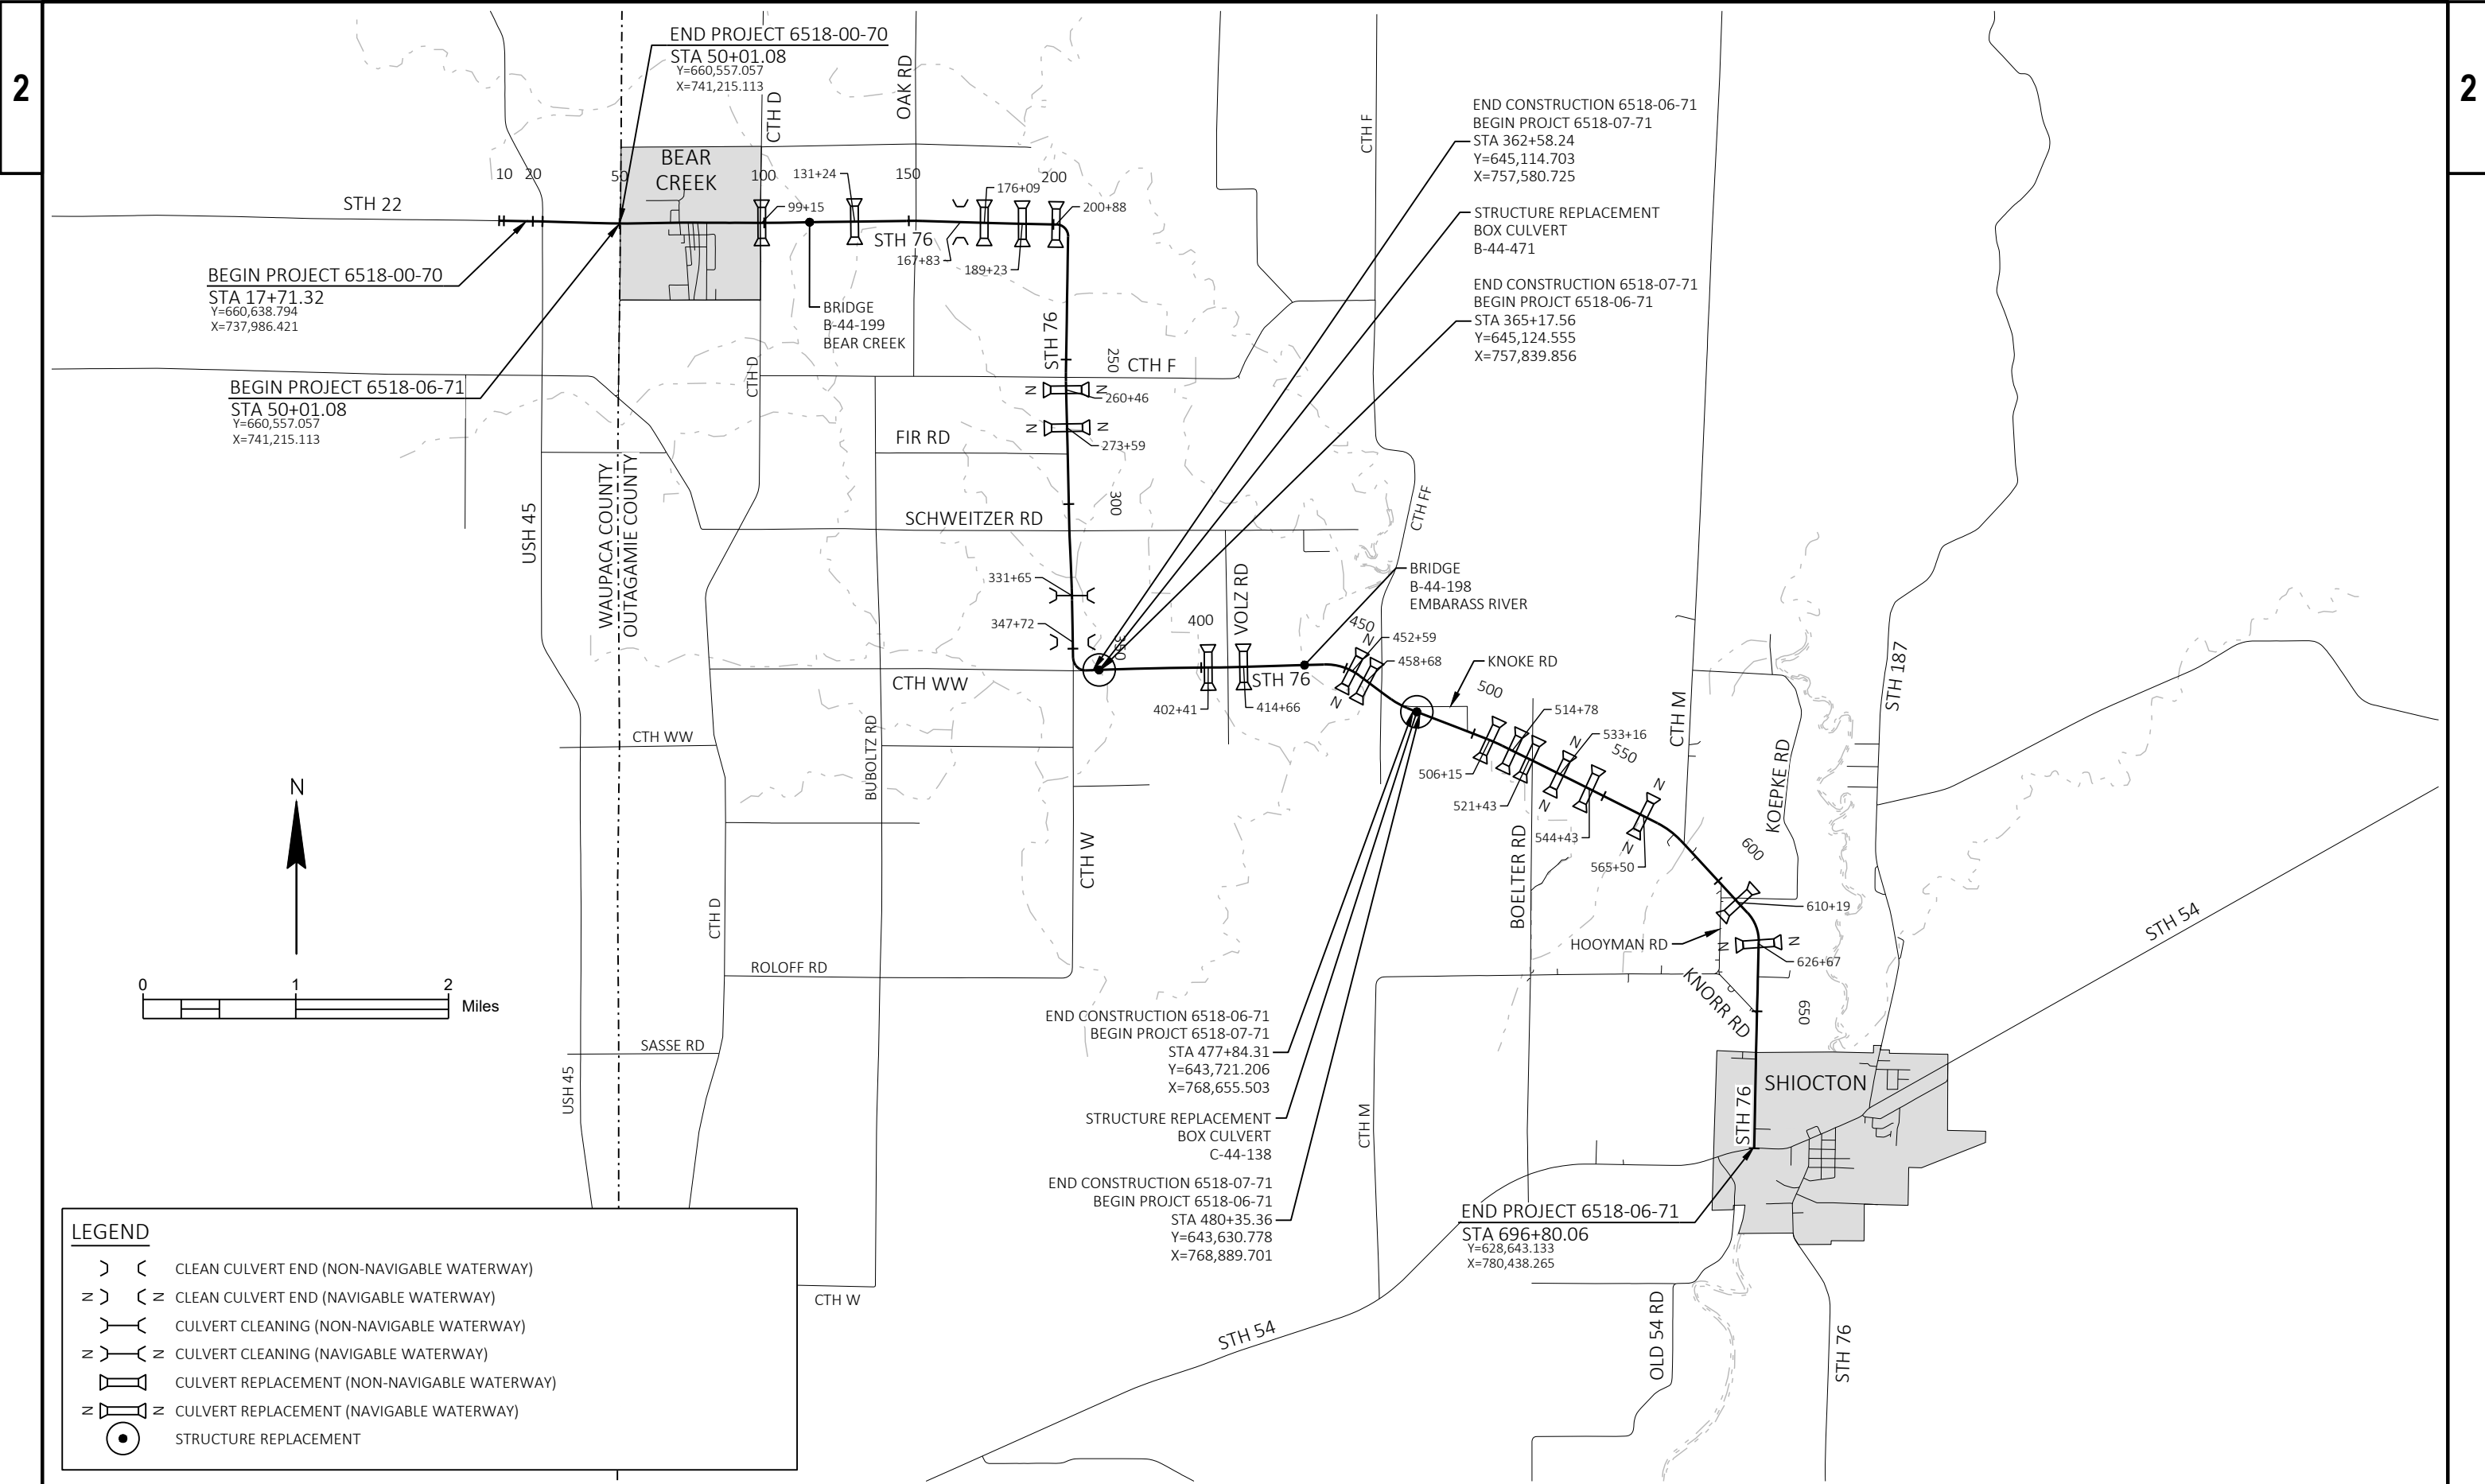 2
2
END PROJECT 6518-00-70
STA 50+01.08
Y=660,557.057
X=741,215.113
CTH D
OAK RD
CTH F
END CONSTRUCTION 6518-06-71
BEGIN PROJCT 6518-07-71
STA 362+58.24
Y=645,114.703
X=757,580.725
STRUCTURE REPLACEMENT
BOX CULVERT
B-44-471
END CONSTRUCTION 6518-07-71
BEGIN PROJCT 6518-06-71
STA 365+17.56
Y=645,124.555
X=757,839.856
BEAR
CREEK
10
20
50
100
131+24
150
176+09
200
STH 22
99+15
STH 76
167+83
189+23
200+88
BEGIN PROJECT 6518-00-70
STA 17+71.32
Y=660,638.794
X=737,986.421
BRIDGE
B-44-199
BEAR CREEK
STH 76
250
CTH F
CTH D
BEGIN PROJECT 6518-06-71
STA 50+01.08
Y=660,557.057
X=741,215.113
N
N
260+46
N
N
273+59
FIR RD
USH 45
WAUPACA COUNTY
OUTAGAMIE COUNTY
300
SCHWEITZER RD
CTH FF
331+65
347+72
350
400
VOLZ RD
BRIDGE
B-44-198
EMBARASS RIVER
450
N
452+59
458+68
N
KNOKE RD
CTH WW
402+41
STH 76
414+66
500
514+78
N
533+16
550
506+15
521+43
N
544+43
N
565+50
N
CTH M
STH 187
KOEPKE RD
CTH WW
BUBOLTZ RD
N
CTH W
BOELTER RD
600
610+19
HOOYMAN RD
N
N
626+67
KNORR RD
650
STH 54
CTH D
ROLOFF RD
0
1
2
Miles
SASSE RD
USH 45
END CONSTRUCTION 6518-06-71
BEGIN PROJCT 6518-07-71
STA 477+84.31
Y=643,721.206
X=768,655.503
STRUCTURE REPLACEMENT
BOX CULVERT
C-44-138
END CONSTRUCTION 6518-07-71
BEGIN PROJCT 6518-06-71
STA 480+35.36
Y=643,630.778
X=768,889.701
CTH M
SHIOCTON
STH 76
END PROJECT 6518-06-71
STA 696+80.06
Y=628,643.133
X=780,438.265
CTH W
STH 54
OLD 54 RD
STH 76
LEGEND
CLEAN CULVERT END (NON-NAVIGABLE WATERWAY)
N N CLEAN CULVERT END (NAVIGABLE WATERWAY)
CULVERT CLEANING (NON-NAVIGABLE WATERWAY)
N N CULVERT CLEANING (NAVIGABLE WATERWAY)
CULVERT REPLACEMENT (NON-NAVIGABLE WATERWAY)
N N CULVERT REPLACEMENT (NAVIGABLE WATERWAY)
STRUCTURE REPLACEMENT